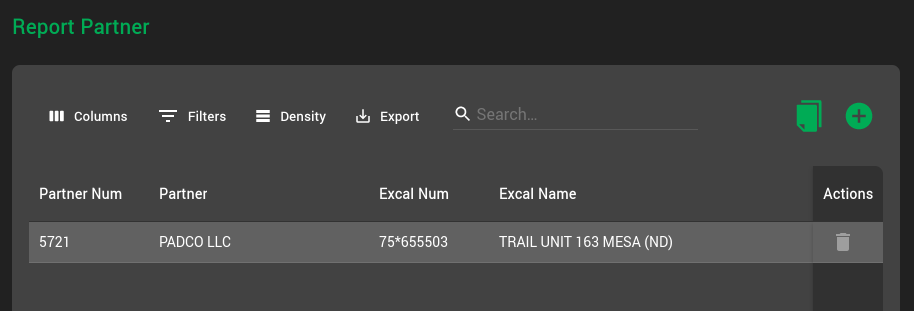 Report Partner
Columns Filters Density Export Search...
Partner Num Partner Excal Num Excal Name Actions
5721 PADCO LLC 75*655503 TRAIL UNIT 163 MESA (ND)